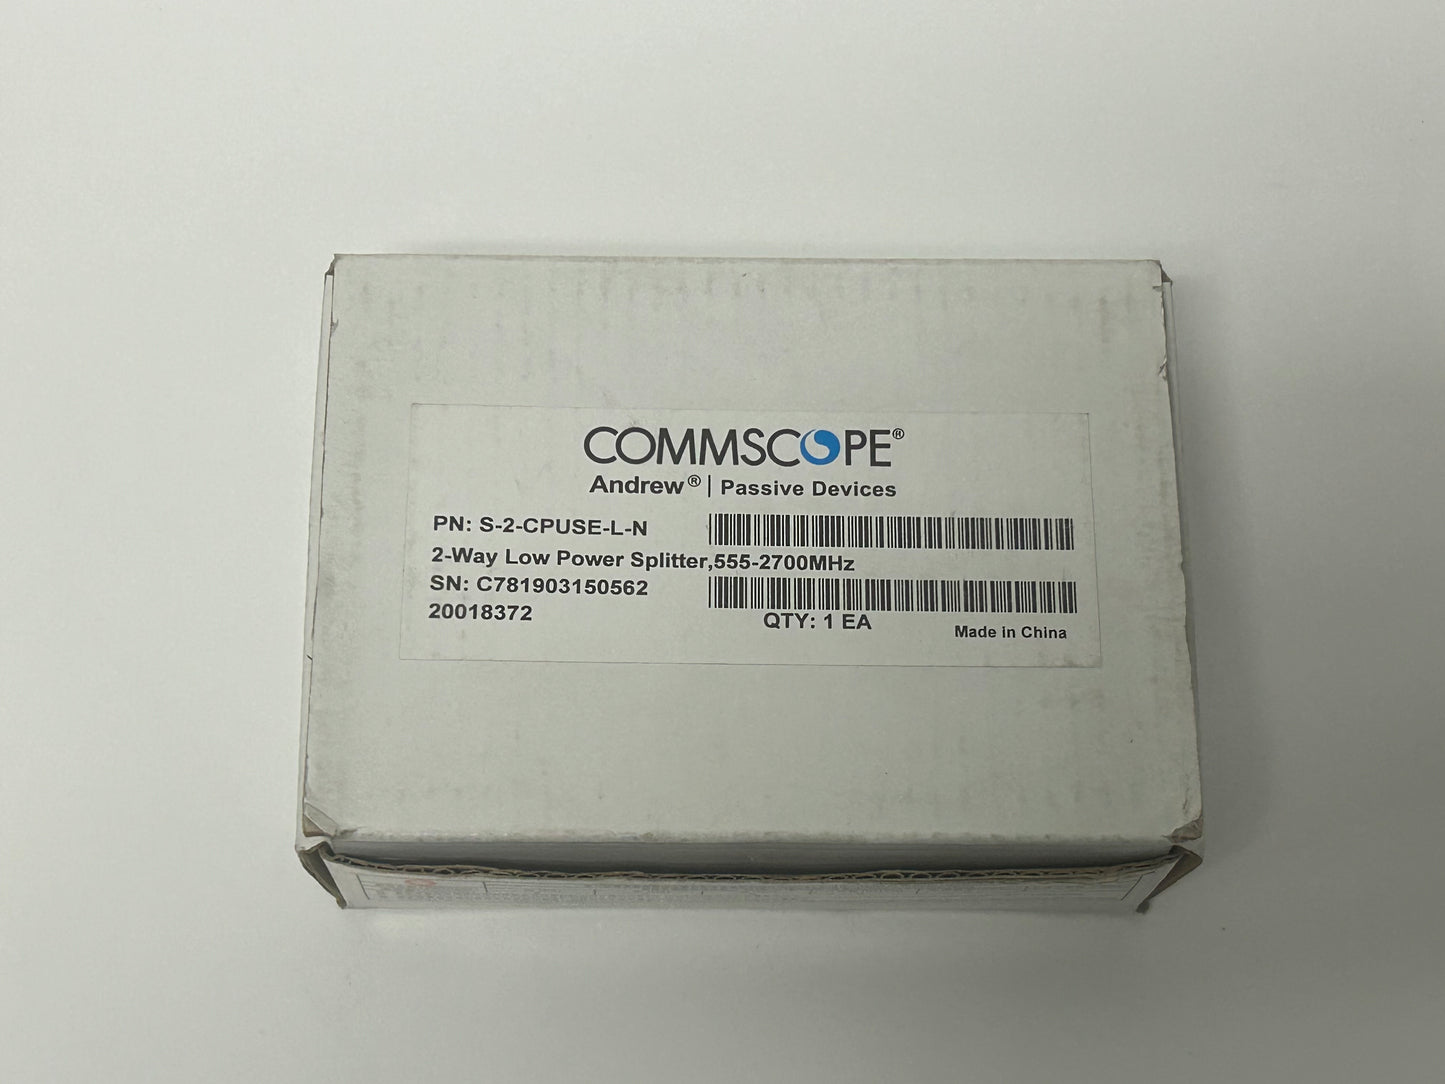 COMMSCOPE®
Andrew® | Passive Devices
PN: S-2-CPUSE-L-N
2-Way Low Power Splitter,555-2700MHz
SN: C781903150562
20018372
QTY: 1 EA
Made in China